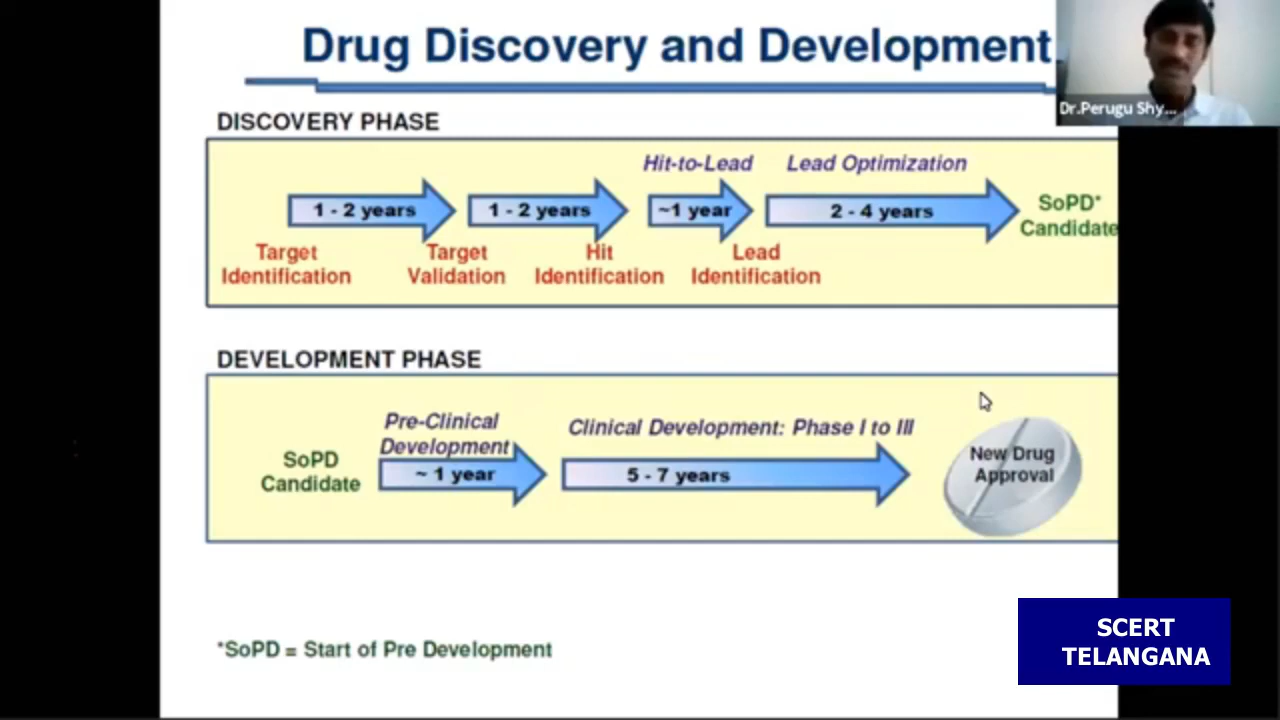 Drug Discovery and Development
Dr.Perugu Shy...
DISCOVERY PHASE
Hit-to-Lead
Lead Optimization
1 - 2 years
1 - 2 years
~1 year
2 - 4 years
SoPD*
Candidate
Target
Identification
Target
Validation
Hit
Identification
Lead
Identification
DEVELOPMENT PHASE
Pre-Clinical
Development
Clinical Development: Phase I to III
SoPD
Candidate
~ 1 year
5 - 7 years
New Drug
Approval
*SoPD = Start of Pre Development
SCERT
TELANGANA